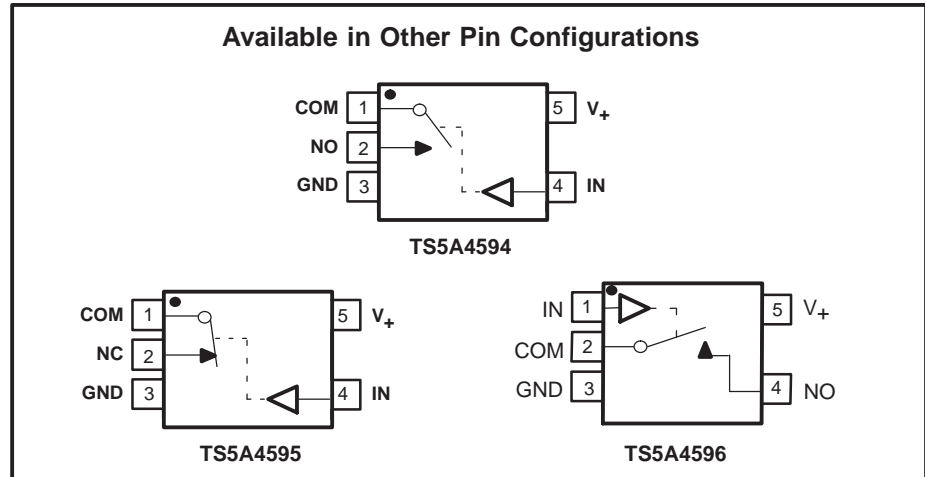 Available in Other Pin Configurations
COM 1 5 V+
NO 2
GND 3 4 IN
TS5A4594
COM 1 5 V+
NC 2
GND 3 4 IN
TS5A4595
IN 1 5 V+
COM 2
GND 3 4 NO
TS5A4596